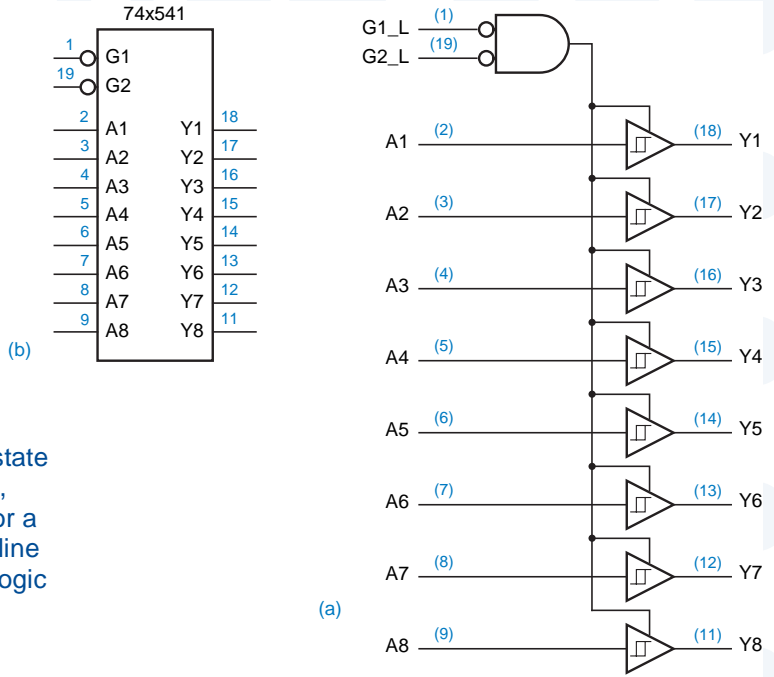 74x541
1
G1
19
G2
2 A1 Y1 18
3 A2 Y2 17
4 A3 Y3 16
5 A4 Y4 15
6 A5 Y5 14
7 A6 Y6 13
8 A7 Y7 12
9 A8 Y8 11
(b)
state
,
or a
line
ogic
G1_L (1)
G2_L (19)
A1 (2) (18) Y1
A2 (3) (17) Y2
A3 (4) (16) Y3
A4 (5) (15) Y4
A5 (6) (14) Y5
A6 (7) (13) Y6
A7 (8) (12) Y7
(a)
A8 (9) (11) Y8